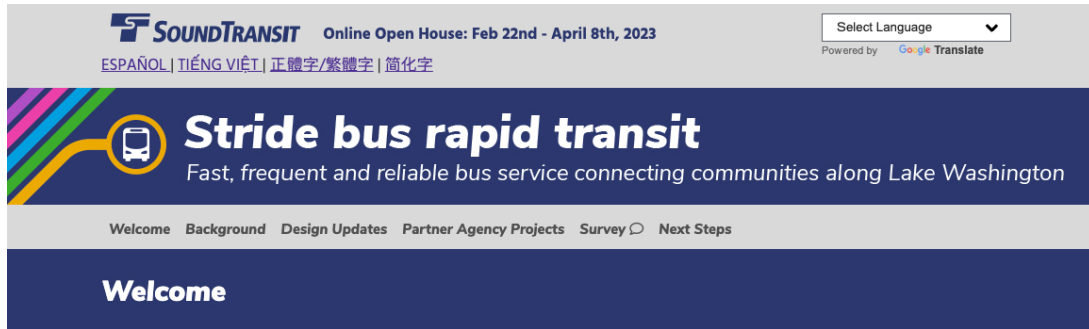 SOUNDTRANSIT Online Open House: Feb 22nd - April 8th, 2023
Select Language
Powered by Google Translate
ESPAÑOL | TIẾNG VIỆT | 正體字/繁體字 | 简化字
Stride bus rapid transit
Fast, frequent and reliable bus service connecting communities along Lake Washington
Welcome Background Design Updates Partner Agency Projects Survey Next Steps
Welcome